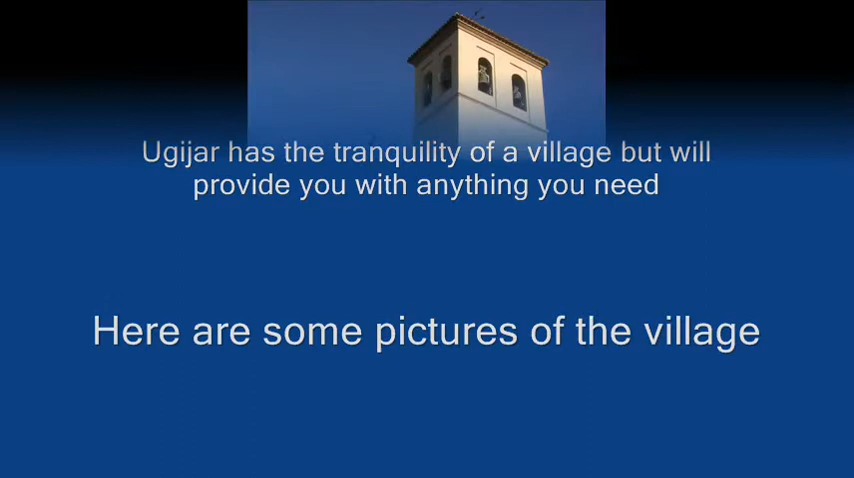 Ugijar has the tranquility of a village but will
provide you with anything you need
Here are some pictures of the village